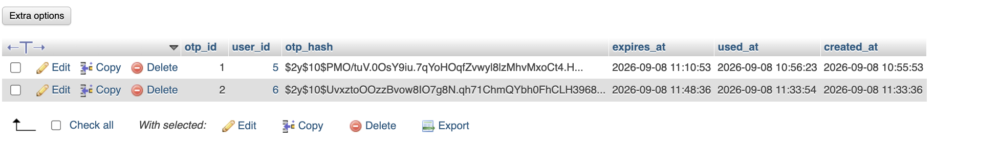 Extra options
←T→ otp_id user_id otp_hash expires_at used_at created_at
Edit Copy Delete 1 5 $2y$10$PMO/tuV.0OsY9iu.7qYoHOqfZvwyl8lzMhvMxoCt4.H... 2026-09-08 11:10:53 2026-09-08 10:56:23 2026-09-08 10:55:53
Edit Copy Delete 2 6 $2y$10$UvxztoOOzzBvow8IO7g8N.qh71ChmQYbh0FhCLH3968... 2026-09-08 11:48:36 2026-09-08 11:33:54 2026-09-08 11:33:36
Check all With selected: Edit Copy Delete Export